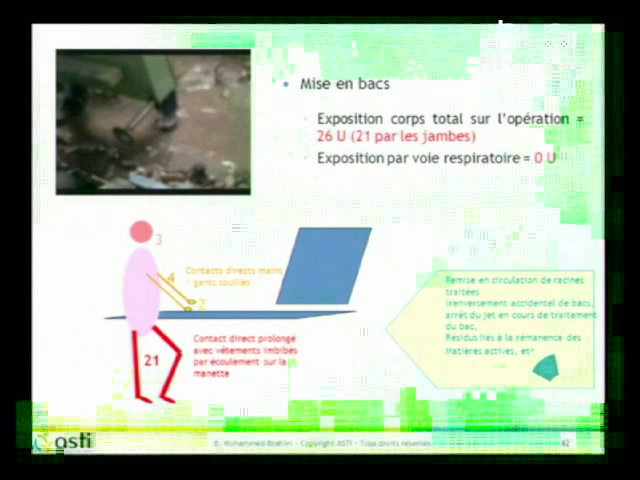 Mise en bacs
Exposition corps total sur l'opération =
26 U (21 par les jambes)
Exposition par voie respiratoire = 0 U
3
4
Contacts directs mains
/ gants souillés
2
21
Contact direct prolongé
avec vêtements imbibés
par écoulement sur la
manette
Remise en circulation de racines
traitées
(renversement accidentel de bacs,
arrêt du jet en cours de traitement
du bac.
Résidus liés à la rémanence des
Matières actives, etc
asti
B. Mohammed-Brahim - Copyright ASTI - Tous droits réservés
42